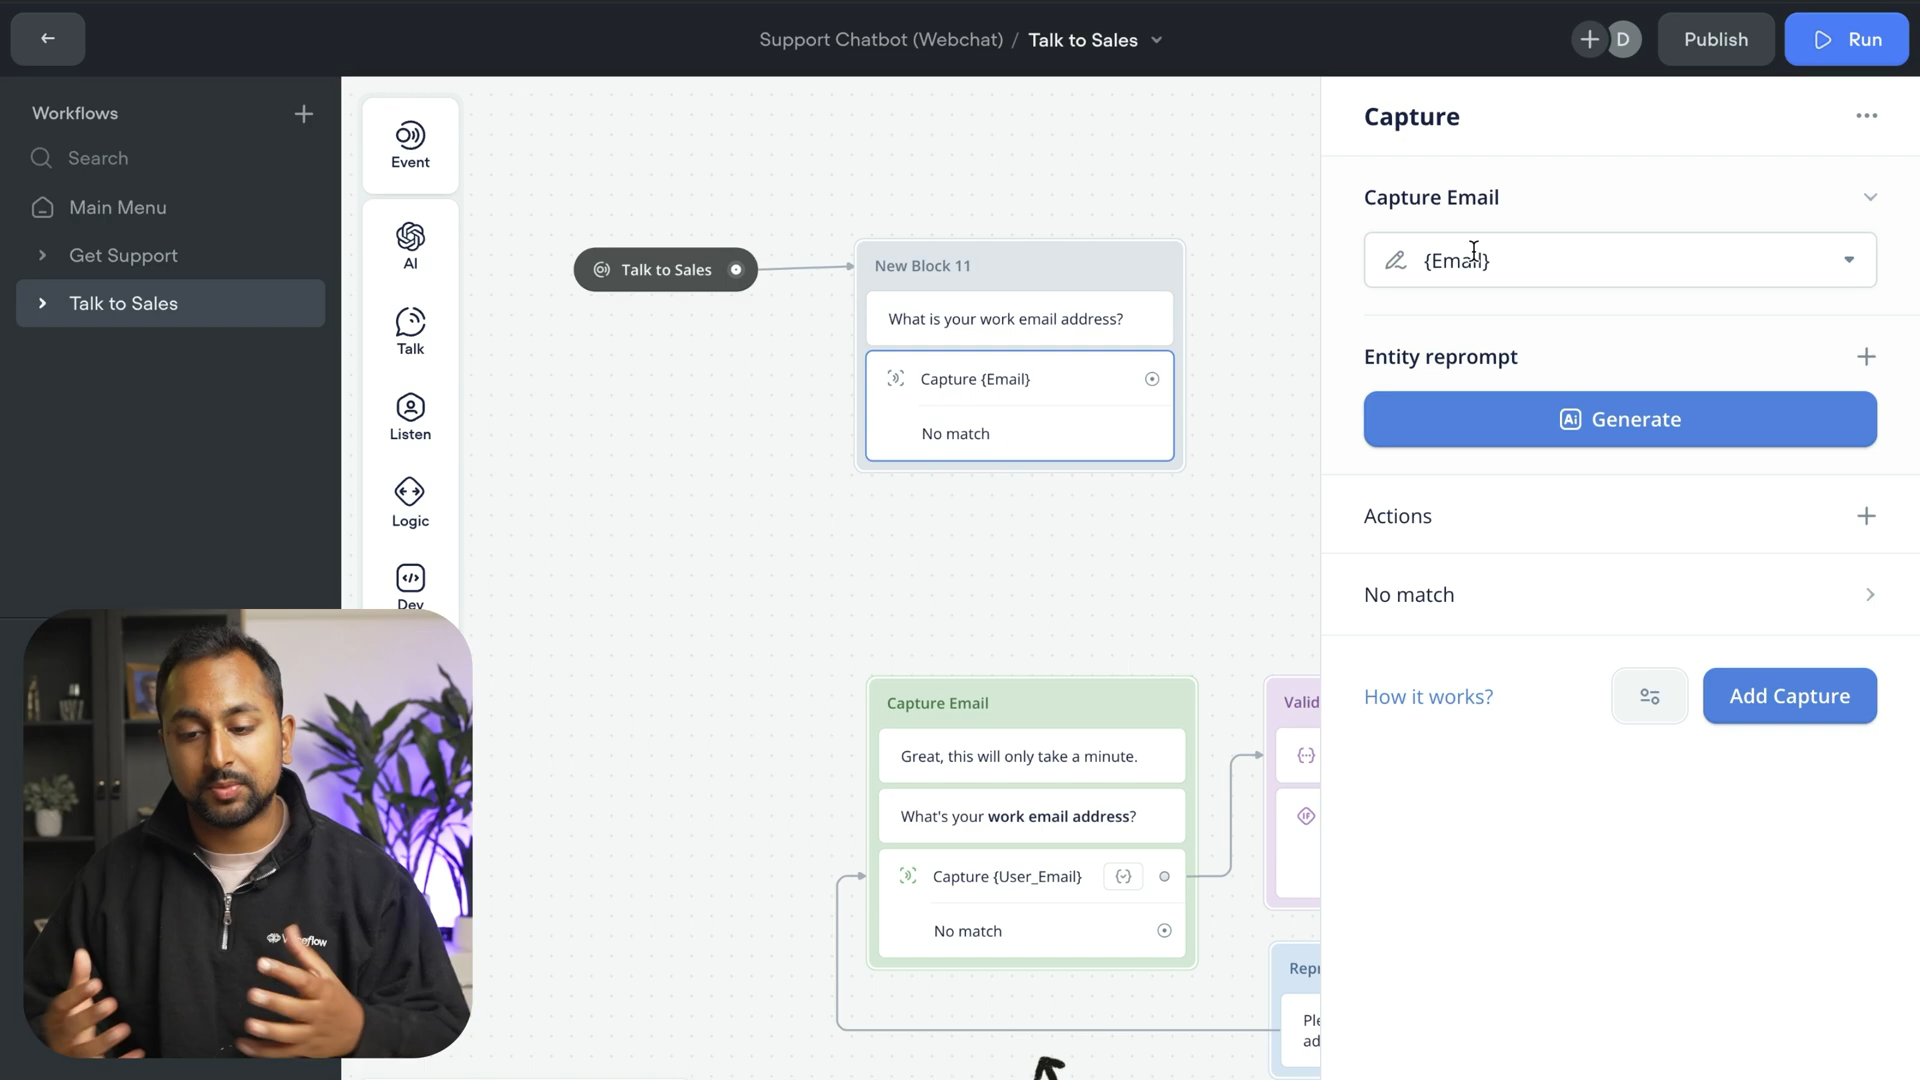 Support Chatbot (Webchat) / Talk to Sales
D
Publish
Run
Workflows
Search
Main Menu
Get Support
Talk to Sales
Event
AI
Talk
Listen
Logic
Dev
Talk to Sales
New Block 11
What is your work email address?
Capture {Email}
No match
Capture Email
Great, this will only take a minute.
What's your work email address?
Capture {User_Email}
No match
Valid
IF
Repr
Ple
ad
Capture
Capture Email
{Email}
Entity reprompt
Ai Generate
Actions
No match
How it works?
Add Capture